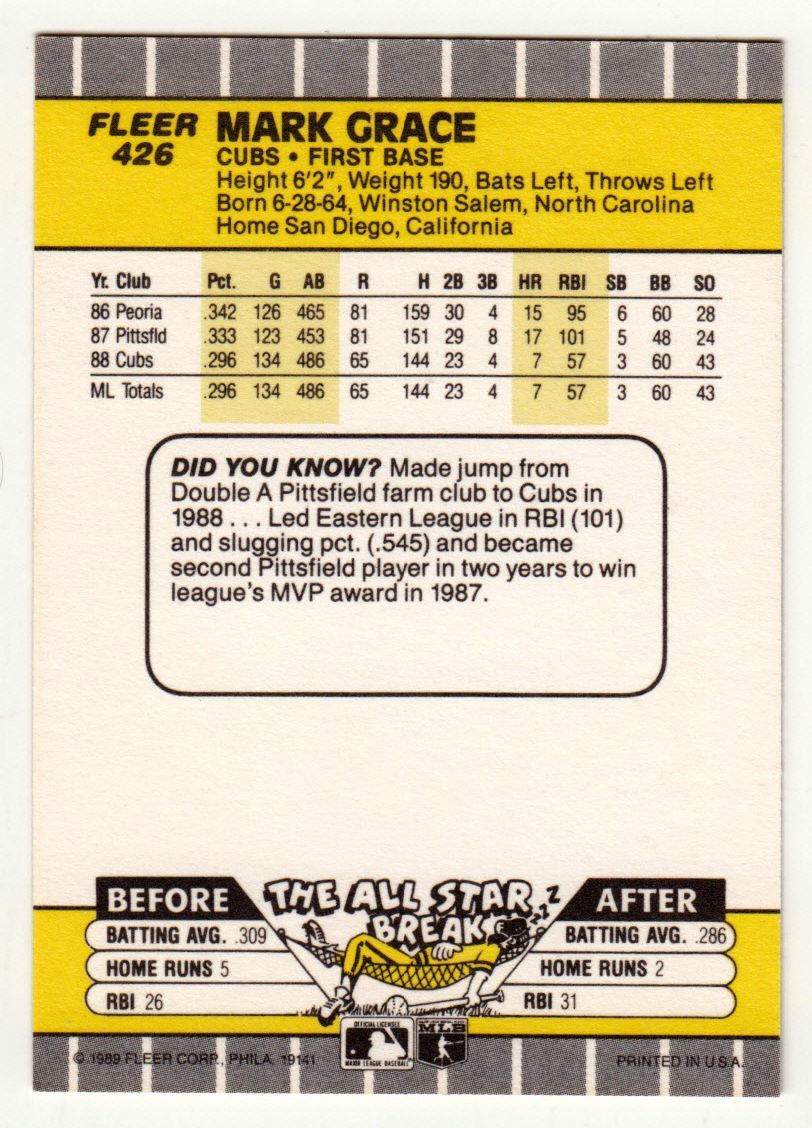 FLEER MARK GRACE
426 CUBS • FIRST BASE
Height 6'2", Weight 190, Bats Left, Throws Left
Born 6-28-64, Winston Salem, North Carolina
Home San Diego, California
Yr. Club Pct. G AB R H 2B 3B HR RBI SB BB SO
86 Peoria .342 126 465 81 159 30 4 15 95 6 60 28
87 Pittsfld .333 123 453 81 151 29 8 17 101 5 48 24
88 Cubs .296 134 486 65 144 23 4 7 57 3 60 43
ML Totals .296 134 486 65 144 23 4 7 57 3 60 43
DID YOU KNOW? Made jump from
Double A Pittsfield farm club to Cubs in
1988 . . . Led Eastern League in RBI (101)
and slugging pct. (.545) and became
second Pittsfield player in two years to win
league's MVP award in 1987.
BEFORE THE ALL STAR BREAK ZZZ AFTER
BATTING AVG. .309 BATTING AVG. .286
HOME RUNS 5 HOME RUNS 2
RBI 26 RBI 31
OFFICIAL LICENSEE MLB
MAJOR LEAGUE BASEBALL
© 1989 FLEER CORP., PHILA. 19141 PRINTED IN U.S.A.